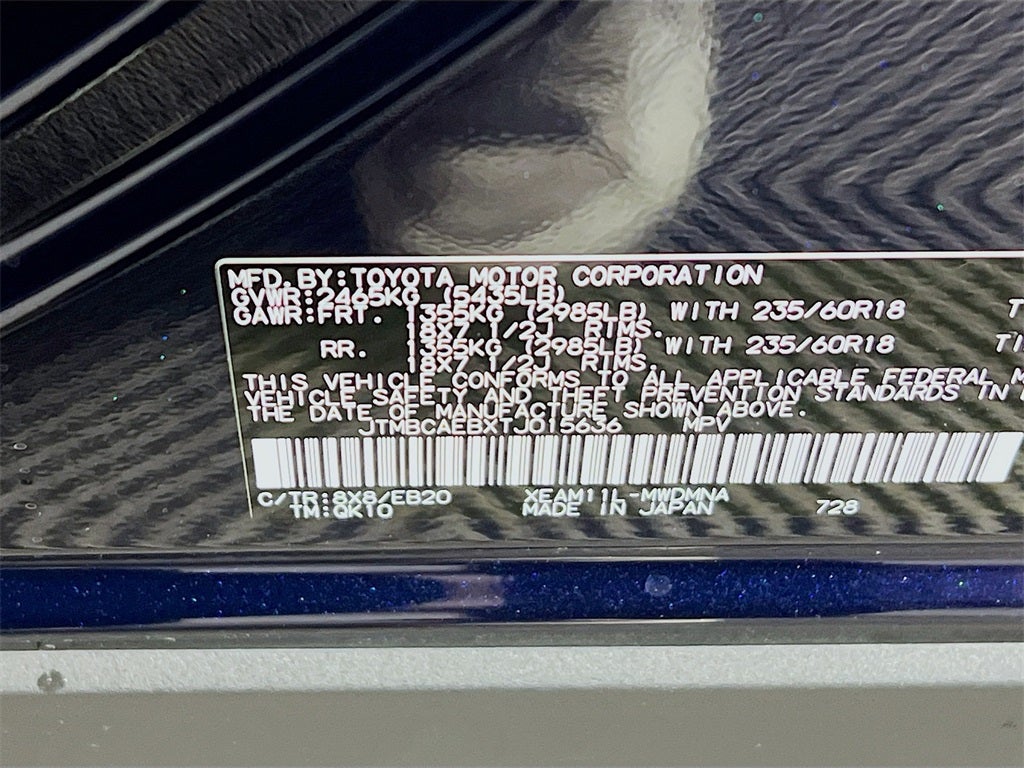 MFD.BY:TOYOTA MOTOR CORPORATION
GVWR:2465KG (5435LB)
GAWR:FRT. 1355KG (2985LB) WITH 235/60R18
18X7 1/2J RIMS.
RR. 1355KG (2985LB) WITH 235/60R18
18X7 1/2J RIMS.
THIS VEHICLE CONFORMS TO ALL APPLICABLE FEDERAL
VEHICLE SAFETY AND THEFT PREVENTION STANDARDS IN
THE DATE OF MANUFACTURE SHOWN ABOVE.
JTMBCAEBXTJ015636 MPV
C/TR:8X8/EB20 XEAM11L-MWDMNA
TM:QK10 MADE IN JAPAN 728